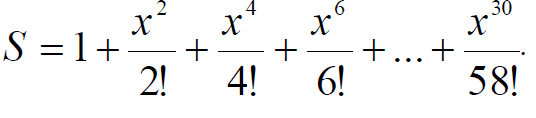 S = 1 + x^2/2! + x^4/4! + x^6/6! + ... + x^30/58!.